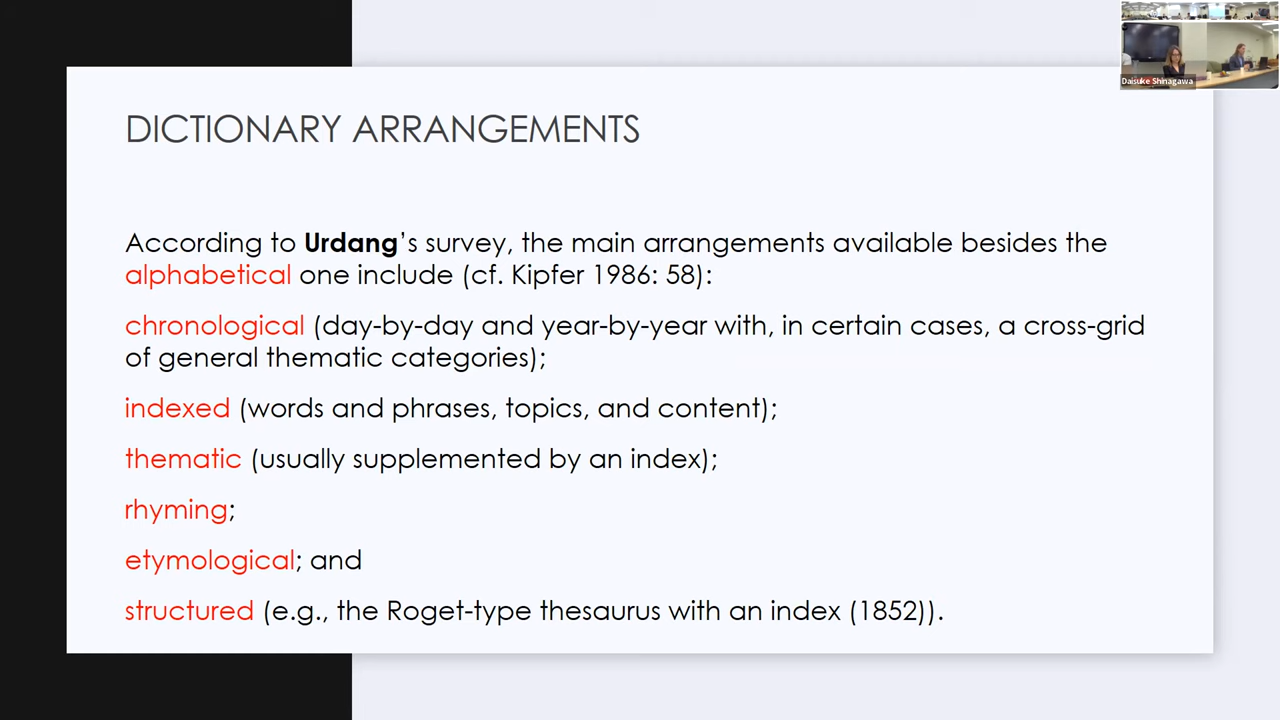 Daisuke Shinagawa
DICTIONARY ARRANGEMENTS
According to Urdang’s survey, the main arrangements available besides the
alphabetical one include (cf. Kipfer 1986: 58):
chronological (day-by-day and year-by-year with, in certain cases, a cross-grid
of general thematic categories);
indexed (words and phrases, topics, and content);
thematic (usually supplemented by an index);
rhyming;
etymological; and
structured (e.g., the Roget-type thesaurus with an index (1852)).